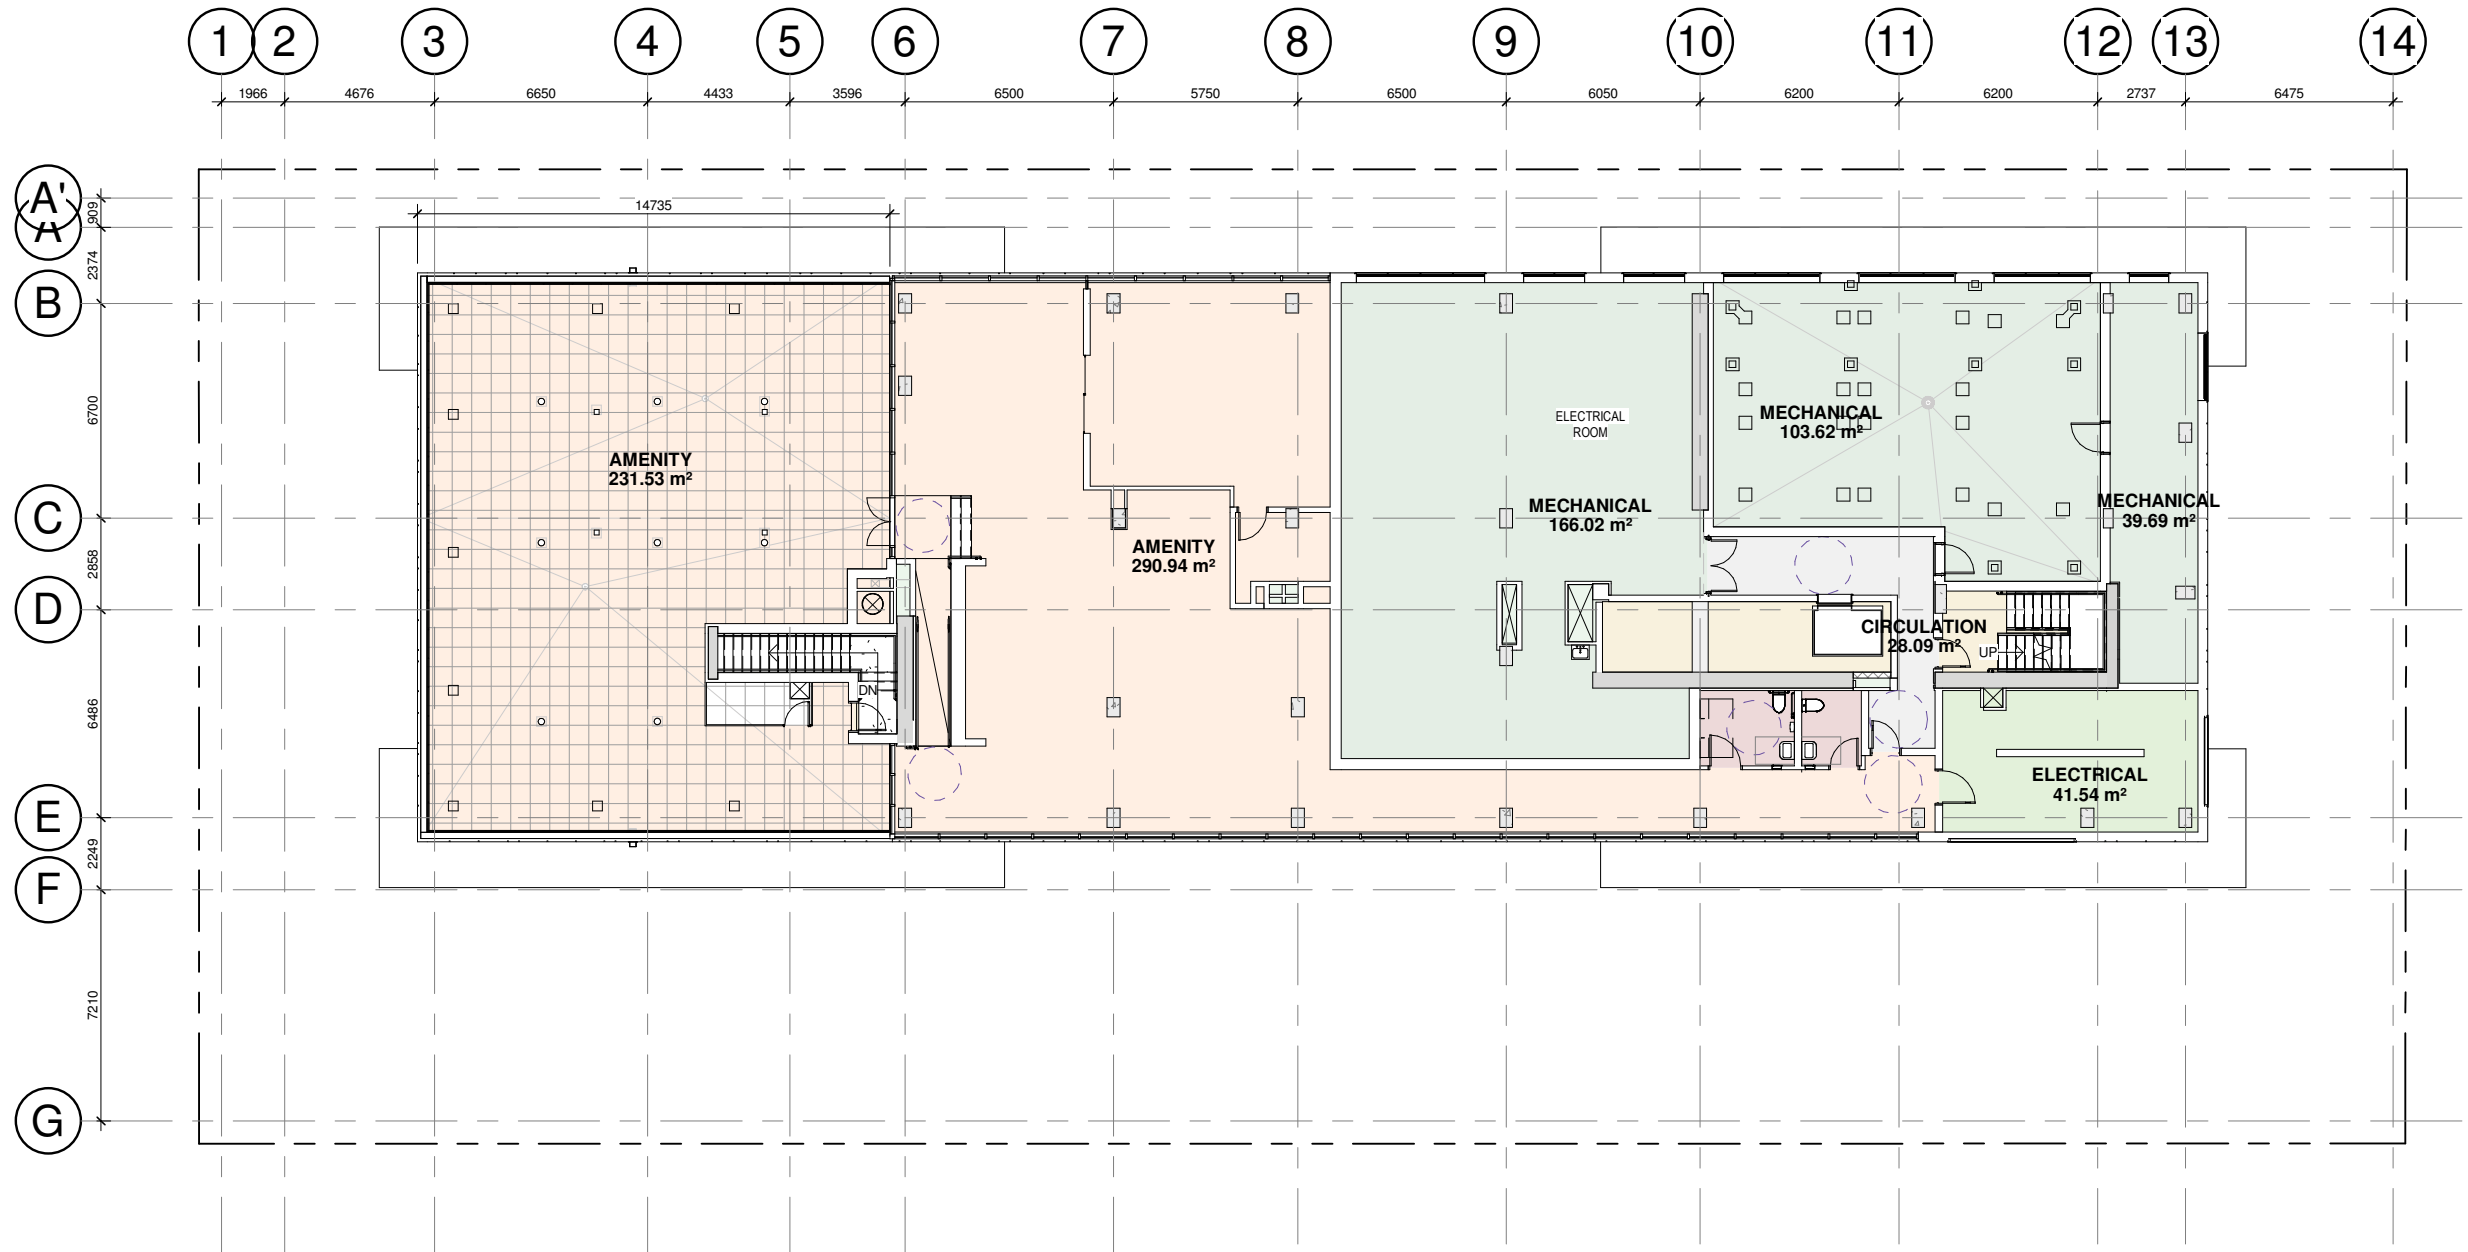 1 2 3 4 5 6 7 8 9 10 11 12 13 14
1966 4676 6650 4433 3596 6500 5750 6500 6050 6200 6200 2737 6475
A'
909
A
2374
B
6700
C
2858
D
6486
E
2249
F
7210
G
14735
AMENITY
231.53 m²
DN
AMENITY
290.94 m²
ELECTRICAL
ROOM
MECHANICAL
166.02 m²
MECHANICAL
103.62 m²
MECHANICAL
39.69 m²
CIRCULATION
28.09 m²
UP
ELECTRICAL
41.54 m²